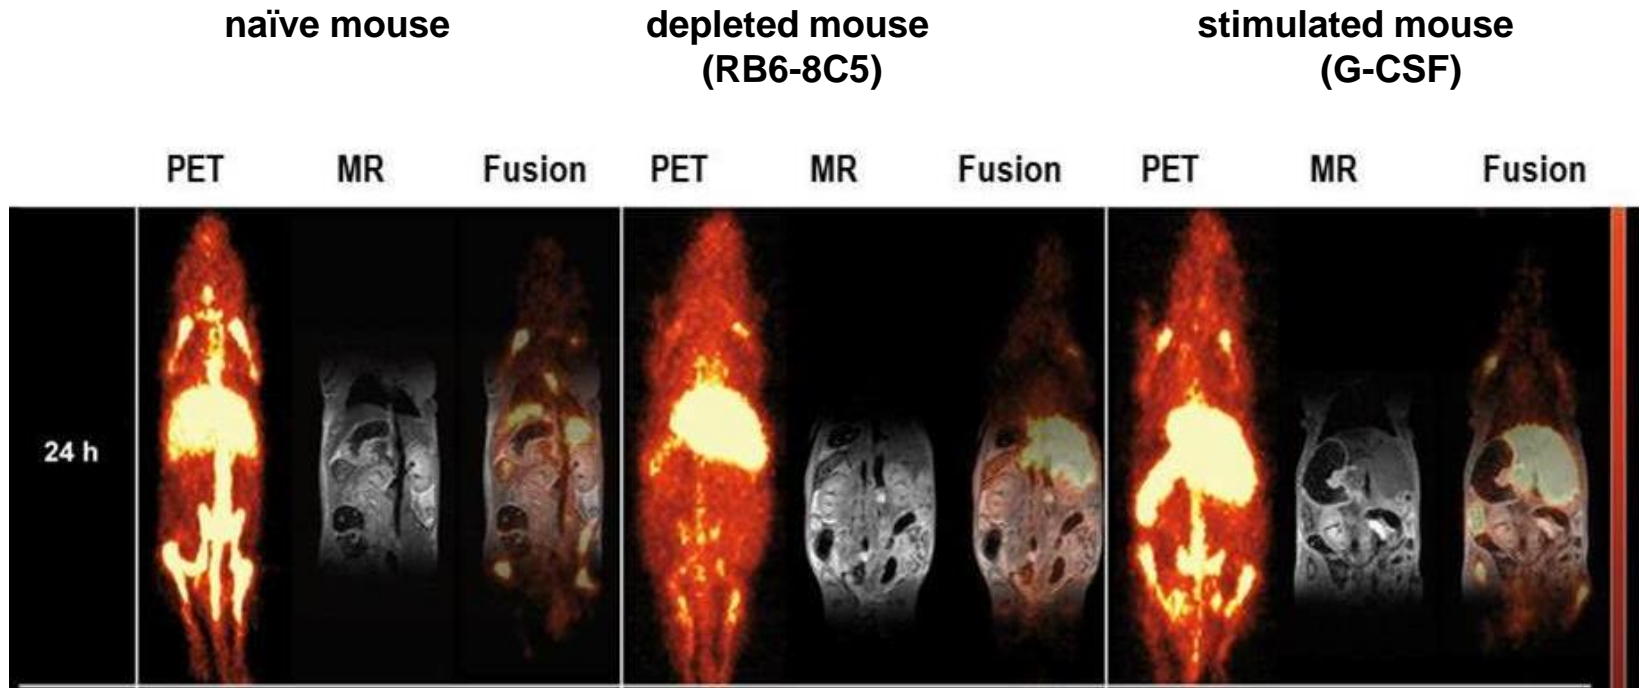 naïve mouse
depleted mouse
(RB6-8C5)
stimulated mouse
(G-CSF)
PET MR Fusion PET MR Fusion PET MR Fusion
24 h